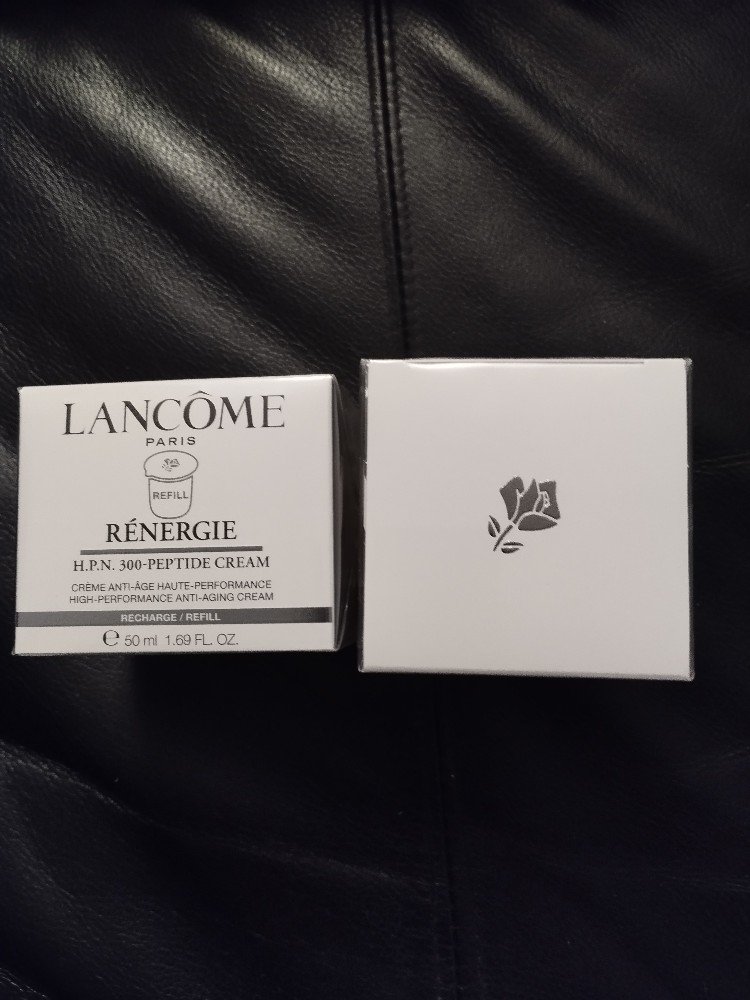 LANCÔME
PARIS
REFILL
RÉNERGIE
H.P.N. 300-PEPTIDE CREAM
CRÈME ANTI-ÂGE HAUTE-PERFORMANCE
HIGH-PERFORMANCE ANTI-AGING CREAM
RECHARGE / REFILL
℮ 50 ml 1.69 FL. OZ.